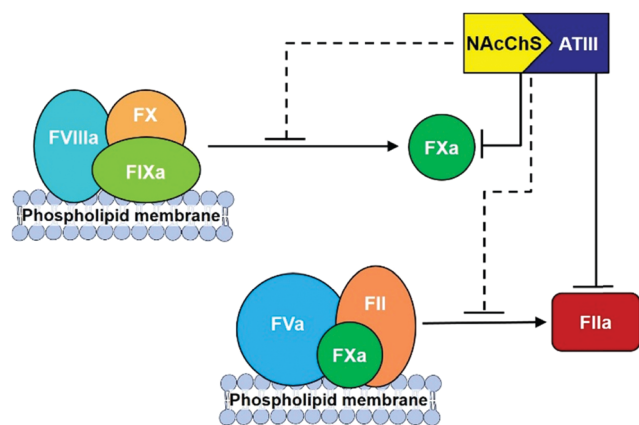 NAcChS ATIII
FX
FVIIIa
FXa
FIXa
Phospholipid membrane
FII
FVa
FIIa
FXa
Phospholipid membrane